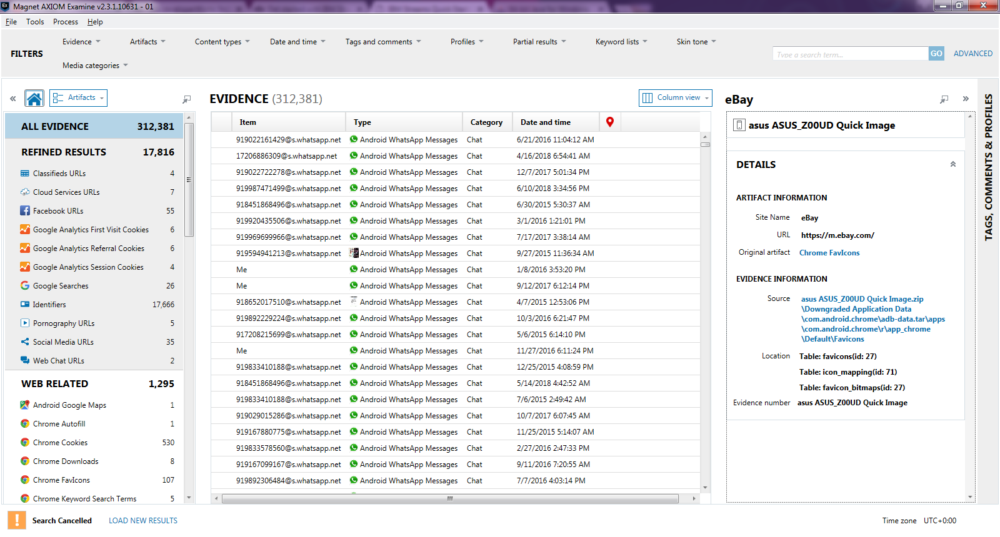 Magnet AXIOM Examine v2.3.1.10631 - 01
File Tools Process Help
FILTERS
Evidence Artifacts Content types Date and time Tags and comments Profiles Partial results Keyword lists Skin tone
Media categories
Type a search term... GO ADVANCED
Artifacts
ALL EVIDENCE 312,381
REFINED RESULTS 17,816
Classifieds URLs 4
Cloud Services URLs 7
Facebook URLs 55
Google Analytics First Visit Cookies 6
Google Analytics Referral Cookies 6
Google Analytics Session Cookies 4
Google Searches 26
Identifiers 17,666
Pornography URLs 5
Social Media URLs 35
Web Chat URLs 2
WEB RELATED 1,295
Android Google Maps 1
Chrome Autofill 1
Chrome Cookies 530
Chrome Downloads 8
Chrome FavIcons 107
Chrome Keyword Search Terms 5
EVIDENCE (312,381)
Column view
Item Type Category Date and time
919022161429@s.whatsapp.net Android WhatsApp Messages Chat 6/21/2016 11:04:12 AM
17206886309@s.whatsapp.net Android WhatsApp Messages Chat 4/16/2018 6:54:41 AM
919022722278@s.whatsapp.net Android WhatsApp Messages Chat 12/7/2017 5:01:34 PM
919987471499@s.whatsapp.net Android WhatsApp Messages Chat 6/10/2018 3:34:56 PM
918451868496@s.whatsapp.net Android WhatsApp Messages Chat 6/30/2015 5:30:37 AM
919920435506@s.whatsapp.net Android WhatsApp Messages Chat 3/1/2016 1:21:01 PM
919969699966@s.whatsapp.net Android WhatsApp Messages Chat 7/17/2017 3:38:14 AM
919594941213@s.whatsapp.net Android WhatsApp Messages Chat 9/27/2015 11:36:34 AM
Me Android WhatsApp Messages Chat 1/8/2016 3:53:20 PM
Me Android WhatsApp Messages Chat 9/12/2017 6:12:14 PM
918652017510@s.whatsapp.net Android WhatsApp Messages Chat 4/7/2015 12:53:06 PM
919892229224@s.whatsapp.net Android WhatsApp Messages Chat 10/3/2016 6:21:47 PM
917208215699@s.whatsapp.net Android WhatsApp Messages Chat 5/6/2015 6:14:10 PM
Me Android WhatsApp Messages Chat 11/27/2016 6:11:24 PM
919833410188@s.whatsapp.net Android WhatsApp Messages Chat 12/25/2015 4:08:59 PM
918451868496@s.whatsapp.net Android WhatsApp Messages Chat 5/14/2018 4:42:52 AM
919833410188@s.whatsapp.net Android WhatsApp Messages Chat 7/6/2015 2:49:42 AM
919029015286@s.whatsapp.net Android WhatsApp Messages Chat 10/7/2017 6:07:45 AM
919167880775@s.whatsapp.net Android WhatsApp Messages Chat 11/25/2015 5:14:07 AM
919833578560@s.whatsapp.net Android WhatsApp Messages Chat 2/27/2016 2:47:33 PM
919167099167@s.whatsapp.net Android WhatsApp Messages Chat 9/11/2016 7:20:55 AM
919892306484@s.whatsapp.net Android WhatsApp Messages Chat 7/7/2016 4:03:14 PM
eBay
asus ASUS_Z00UD Quick Image
DETAILS
ARTIFACT INFORMATION
Site Name eBay
URL https://m.ebay.com/
Original artifact Chrome FavIcons
EVIDENCE INFORMATION
Source asus ASUS_Z00UD Quick Image.zip
\Downgraded Application Data
\com.android.chrome\adb-data.tar\apps
\com.android.chrome\r\app_chrome
\Default\Favicons
Location Table: favicons(id: 27)
Table: icon_mapping(id: 71)
Table: favicon_bitmaps(id: 27)
Evidence number asus ASUS_Z00UD Quick Image
TAGS, COMMENTS & PROFILES
Search Cancelled LOAD NEW RESULTS
Time zone UTC+0:00